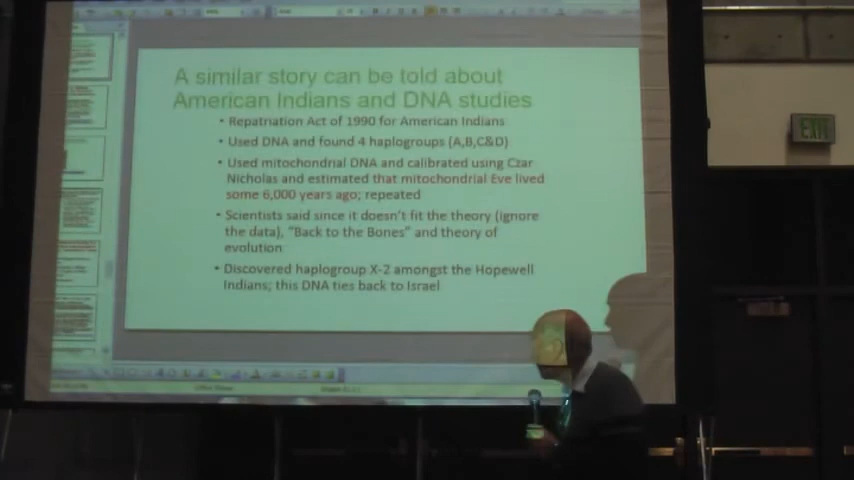 A similar story can be told about
American Indians and DNA studies
• Repatriation Act of 1990 for American Indians
• Used DNA and found 4 haplogroups (A,B,C&D)
• Used mitochondrial DNA and calibrated using Czar
Nicholas and estimated that mitochondrial Eve lived
some 6,000 years ago; repeated
• Scientists said since it doesn't fit the theory (ignore
the data), "Back to the Bones" and theory of
evolution
• Discovered haplogroup X-2 amongst the Hopewell
Indians; this DNA ties back to Israel
EXIT